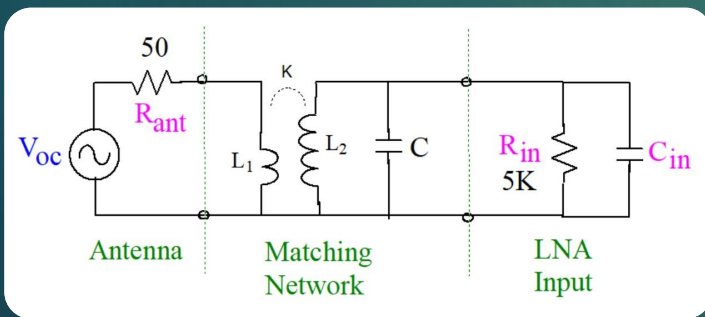 50
K
Rant
Voc
L1
L2
C
Rin
5K
Cin
Antenna
Matching
Network
LNA
Input